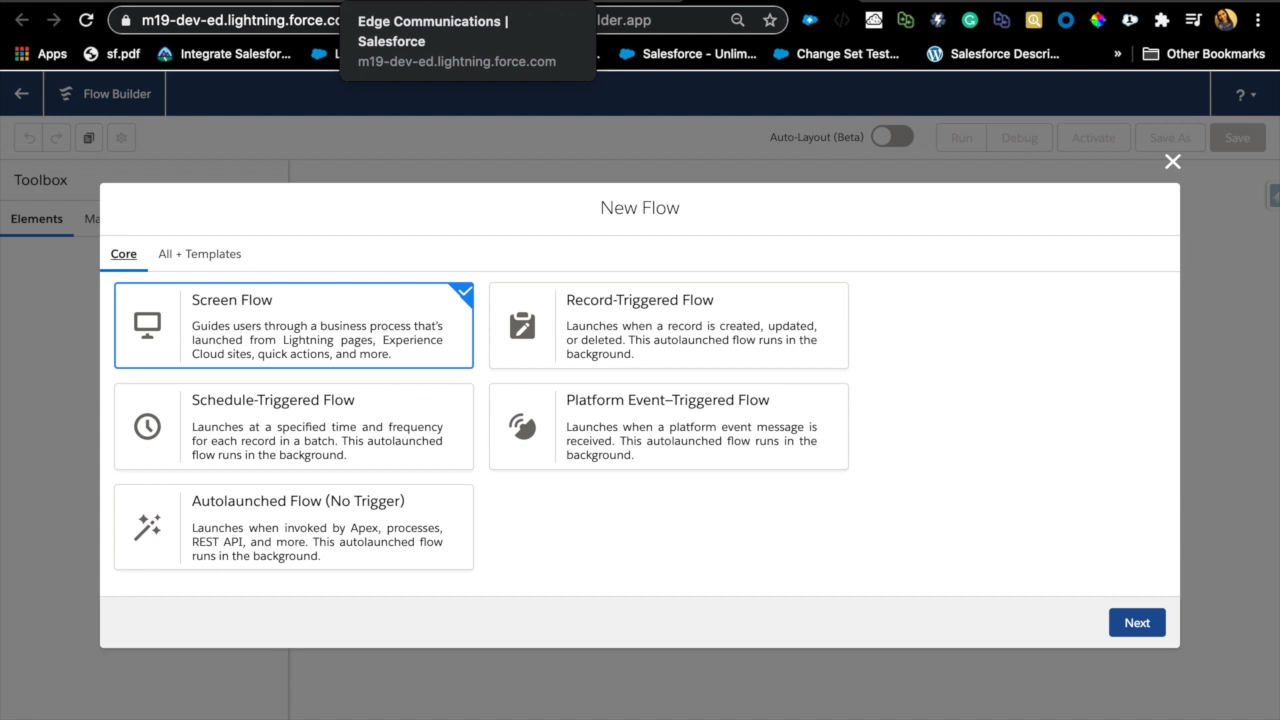 m19-dev-ed.lightning.force.co
Edge Communications |
Salesforce
m19-dev-ed.lightning.force.com
lder.app
Apps
sf.pdf
Integrate Salesfor...
Salesforce - Unlim...
Change Set Test...
Salesforce Descri...
»
Other Bookmarks
Flow Builder
?
Auto-Layout (Beta)
Run
Debug
Activate
Save As
Save
Toolbox
Elements
Ma
New Flow
Core
All + Templates
Screen Flow
Guides users through a business process that's
launched from Lightning pages, Experience
Cloud sites, quick actions, and more.
Record-Triggered Flow
Launches when a record is created, updated,
or deleted. This autolaunched flow runs in the
background.
Schedule-Triggered Flow
Launches at a specified time and frequency
for each record in a batch. This autolaunched
flow runs in the background.
Platform Event–Triggered Flow
Launches when a platform event message is
received. This autolaunched flow runs in the
background.
Autolaunched Flow (No Trigger)
Launches when invoked by Apex, processes,
REST API, and more. This autolaunched flow
runs in the background.
Next